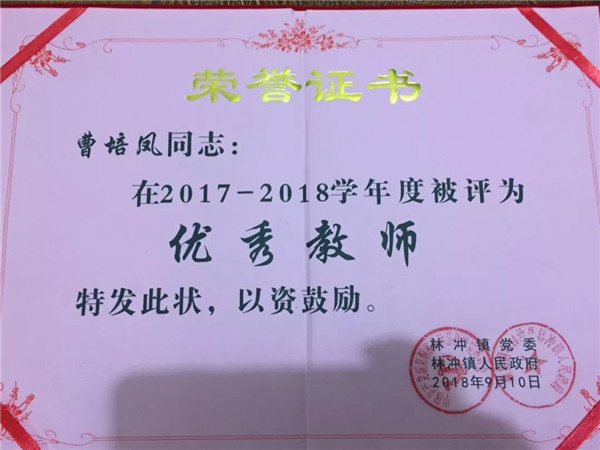 荣誉证书
曹培凤同志：
在2017-2018学年度被评为
优秀教师
特发此状，以资鼓励。
林冲镇党委
林冲镇人民政府
2018年9月10日